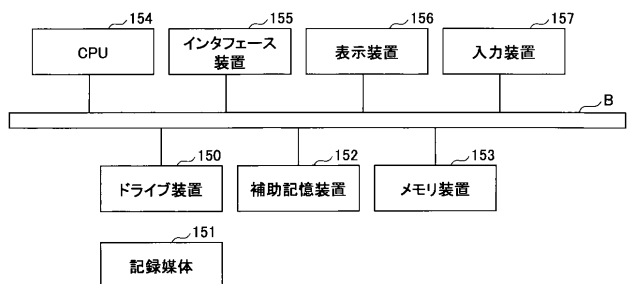 154
CPU
155
インタフェース
装置
156
表示装置
157
入力装置
B
150
ドライブ装置
152
補助記憶装置
153
メモリ装置
151
記録媒体